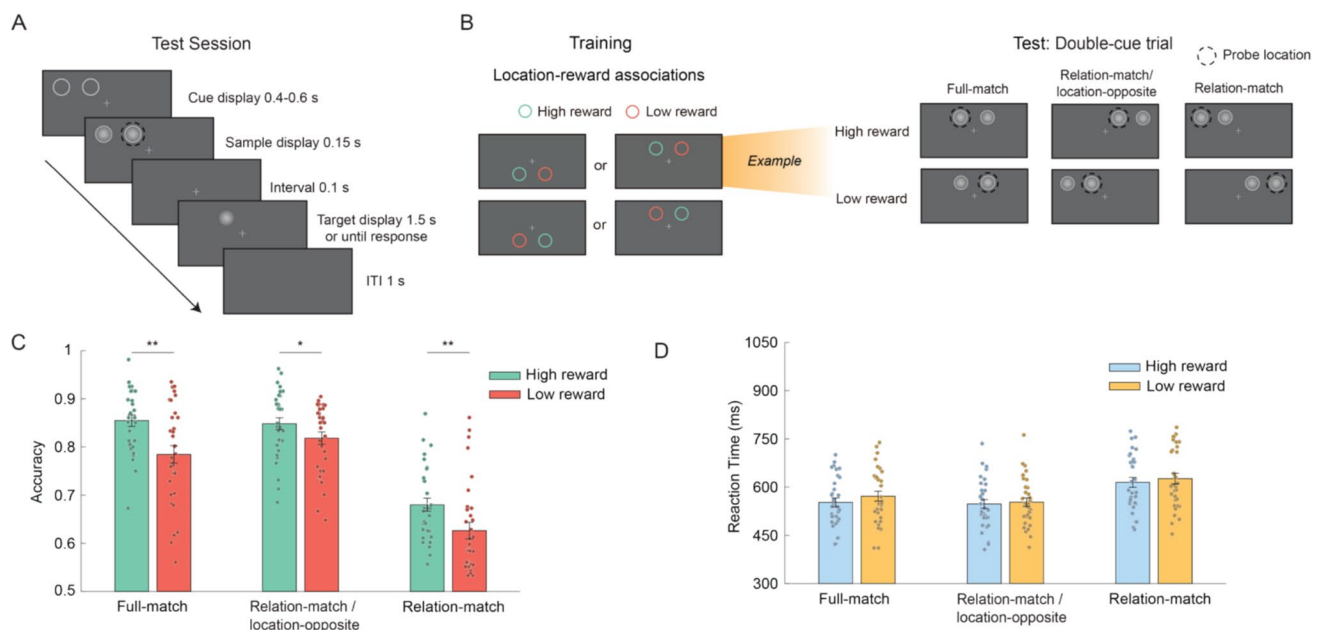 A
Test Session
Cue display 0.4-0.6 s
Sample display 0.15 s
Interval 0.1 s
Target display 1.5 s
or until response
ITI 1 s
B
Training
Location-reward associations
High reward
Low reward
or
or
Example
Test: Double-cue trial
Probe location
Full-match
Relation-match/
location-opposite
Relation-match
High reward
Low reward
C
Accuracy
1
0.9
0.8
0.7
0.6
0.5
**
*
**
High reward
Low reward
Full-match
Relation-match /
location-opposite
Relation-match
D
Reaction Time (ms)
1050
900
750
600
450
300
High reward
Low reward
Full-match
Relation-match /
location-opposite
Relation-match